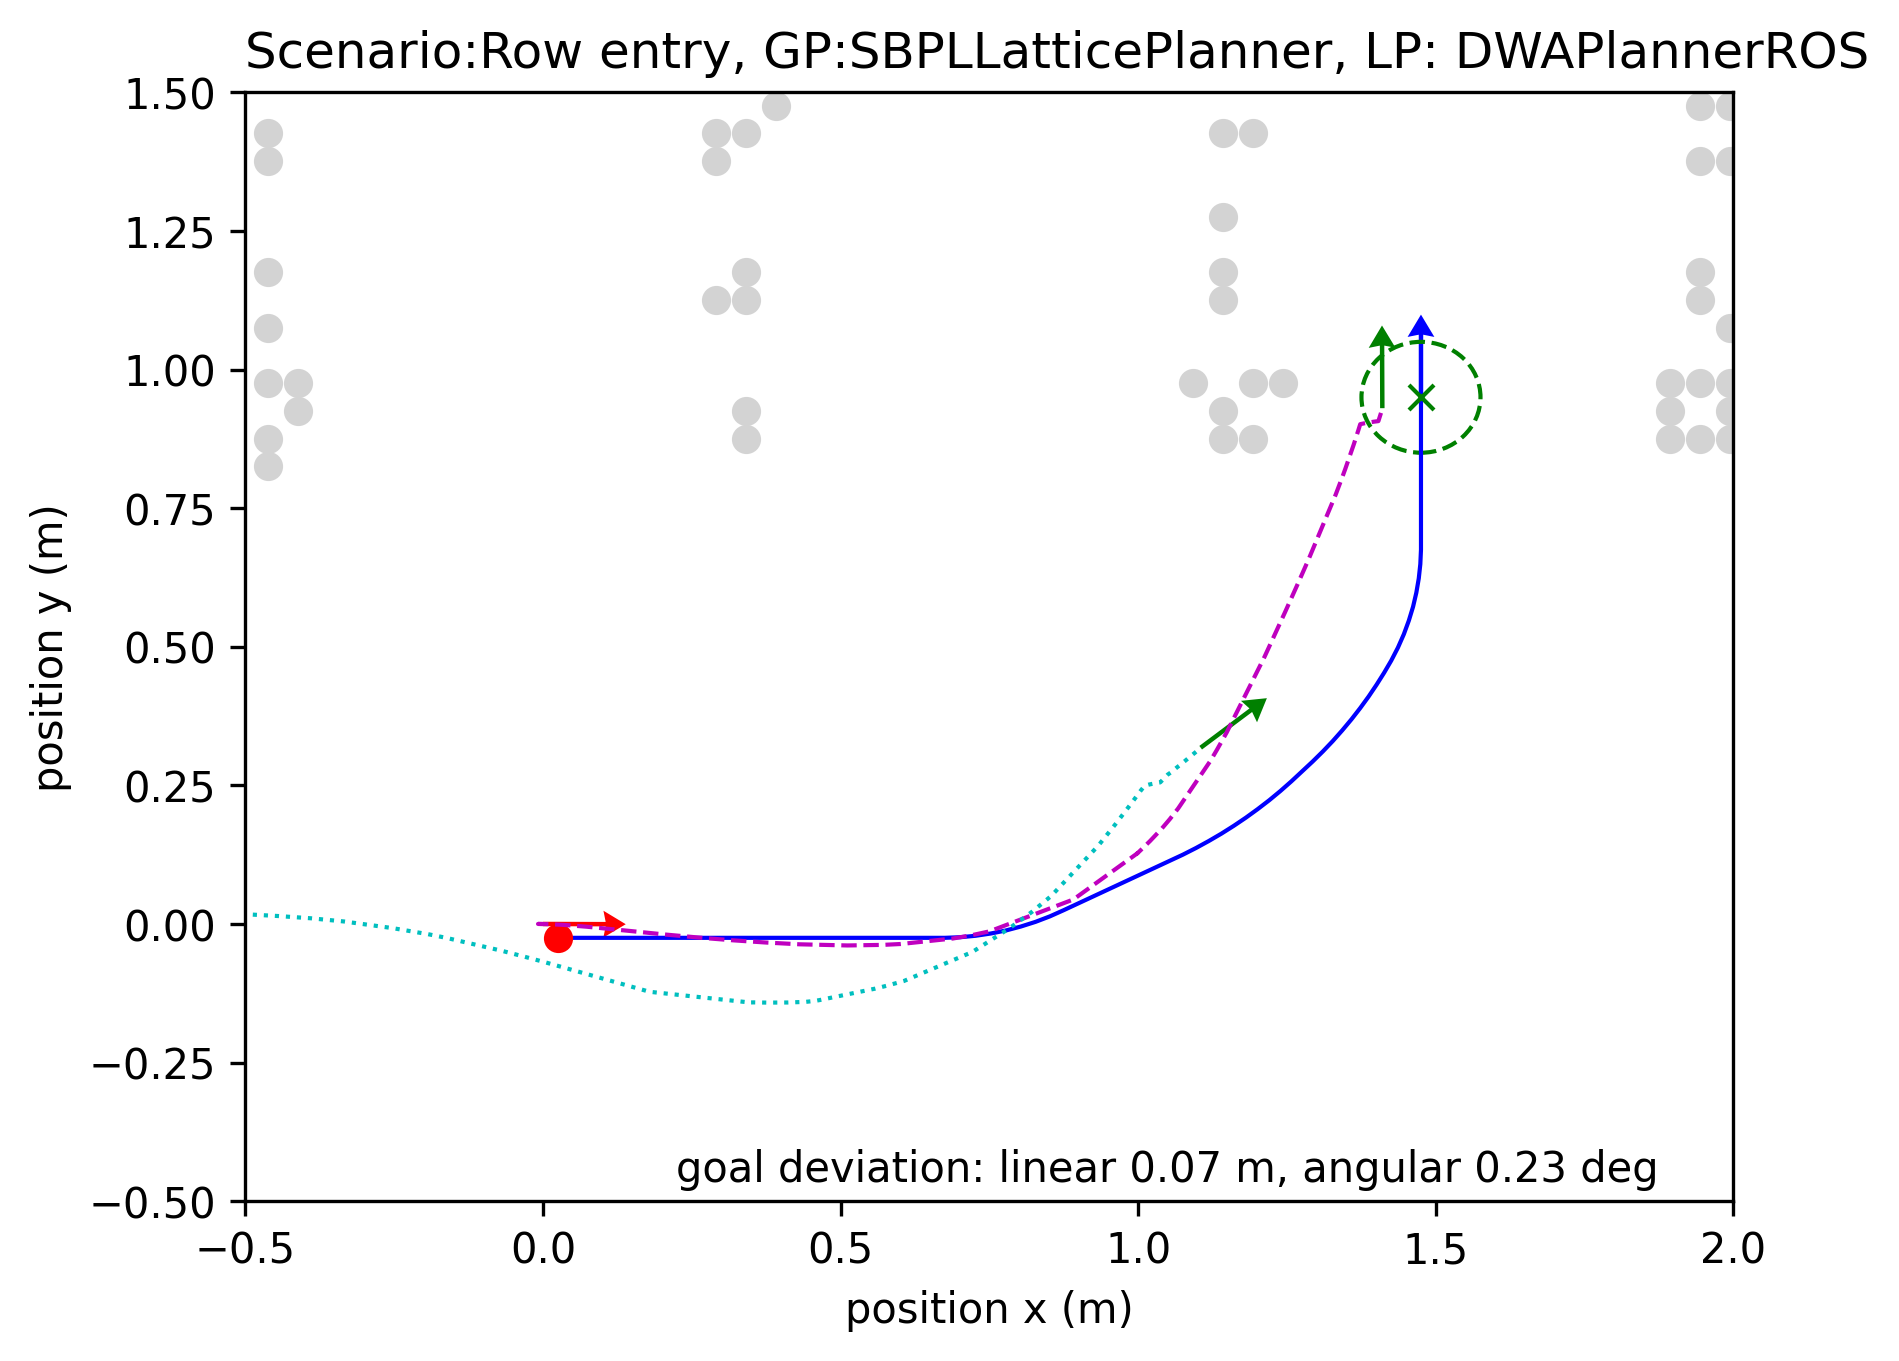 Scenario:Row entry, GP:SBPLLatticePlanner, LP: DWAPlannerROS
1.50
1.25
1.00
0.75
0.50
0.25
0.00
−0.25
−0.50
position y (m)
goal deviation: linear 0.07 m, angular 0.23 deg
−0.5 0.0 0.5 1.0 1.5 2.0
position x (m)